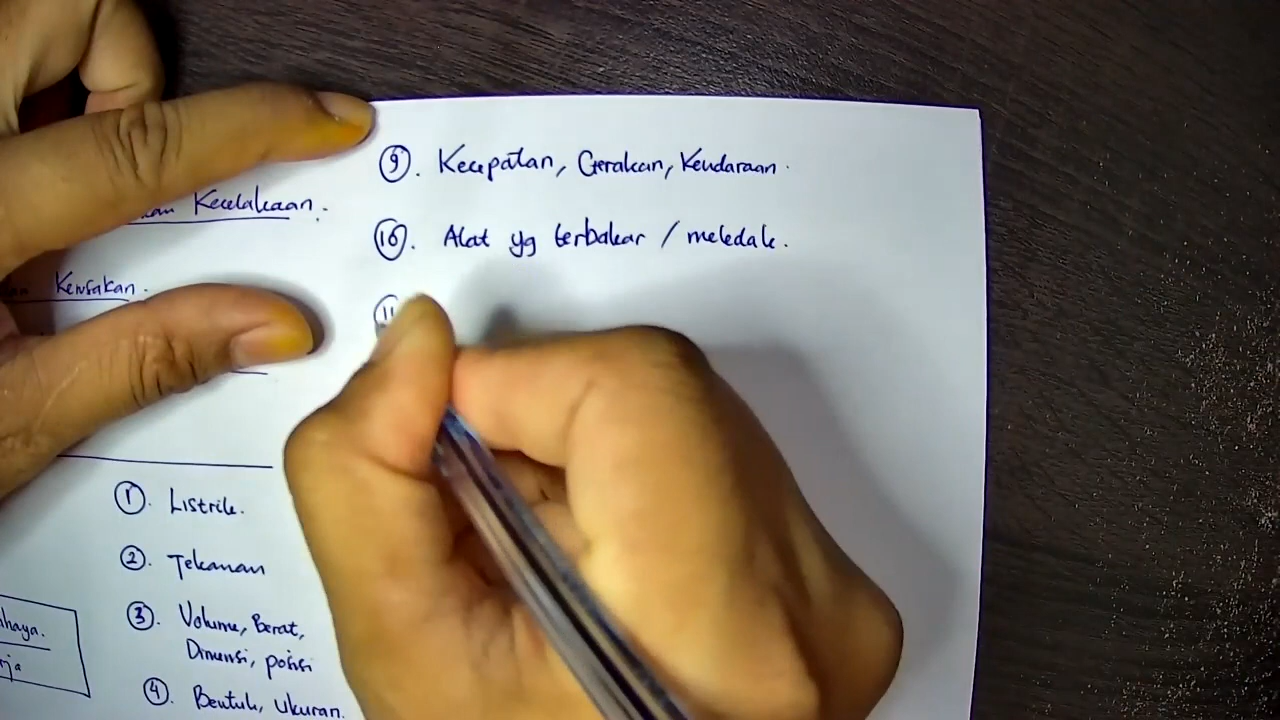 Kecelakaan.
Kerusakan.
①. Listrik.
②. Tekanan
③. Volume, Berat,
Dimensi, posisi
④. Bentuk, Ukuran.
⑨. Kecepatan, Gerakan, Kendaraan.
⑩. Alat yg terbakar / meledak.
⑪